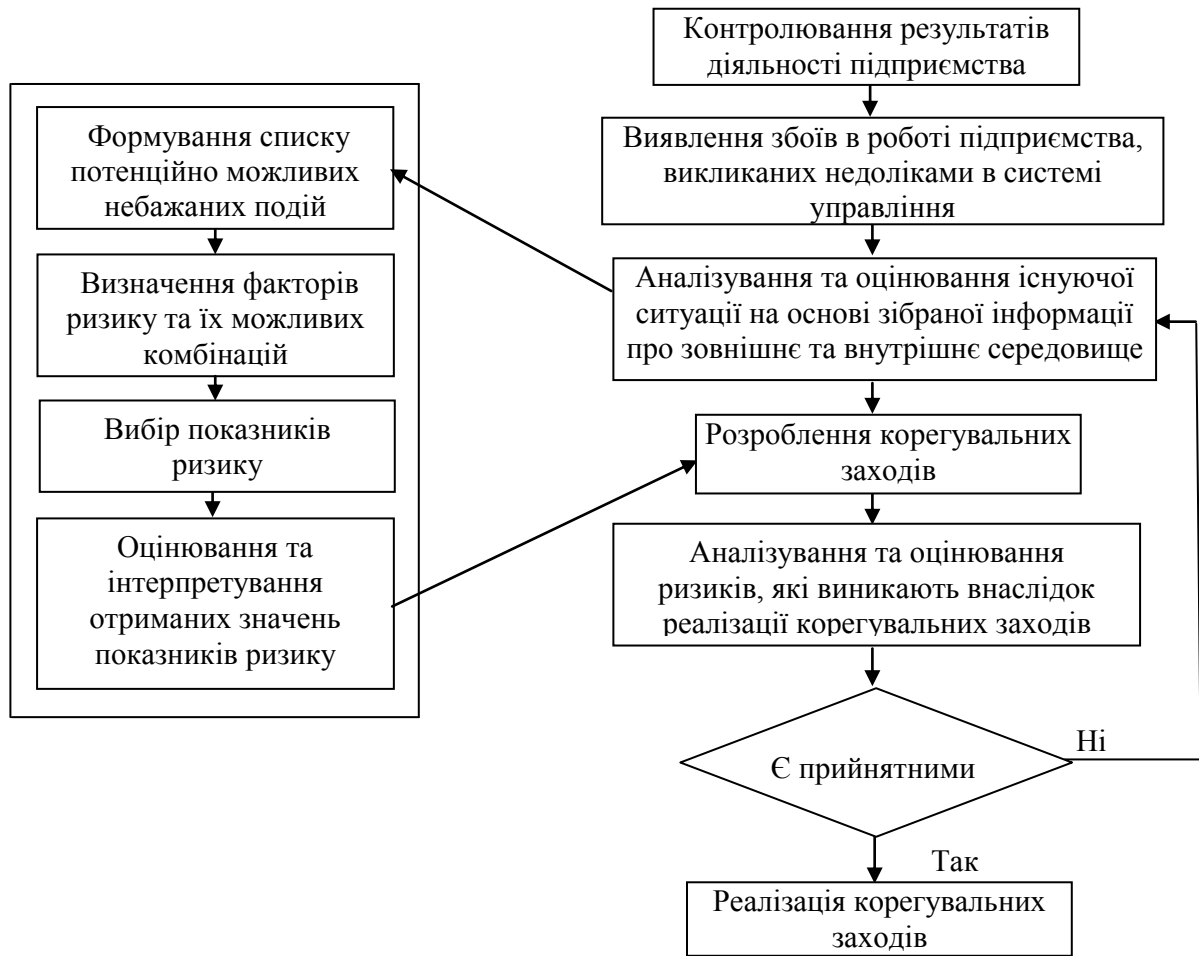 Контролювання результатів
діяльності підприємства
Виявлення збоїв в роботі підприємства,
викликаних недоліками в системі
управління
Аналізування та оцінювання існуючої
ситуації на основі зібраної інформації
про зовнішнє та внутрішнє середовище
Формування списку
потенційно можливих
небажаних подій
Визначення факторів
ризику та їх можливих
комбінацій
Вибір показників
ризику
Оцінювання та
інтерпретування
отриманих значень
показників ризику
Розроблення корегувальних
заходів
Аналізування та оцінювання
ризиків, які виникають внаслідок
реалізації корегувальних заходів
Є прийнятними
Ні
Так
Реалізація корегувальних
заходів